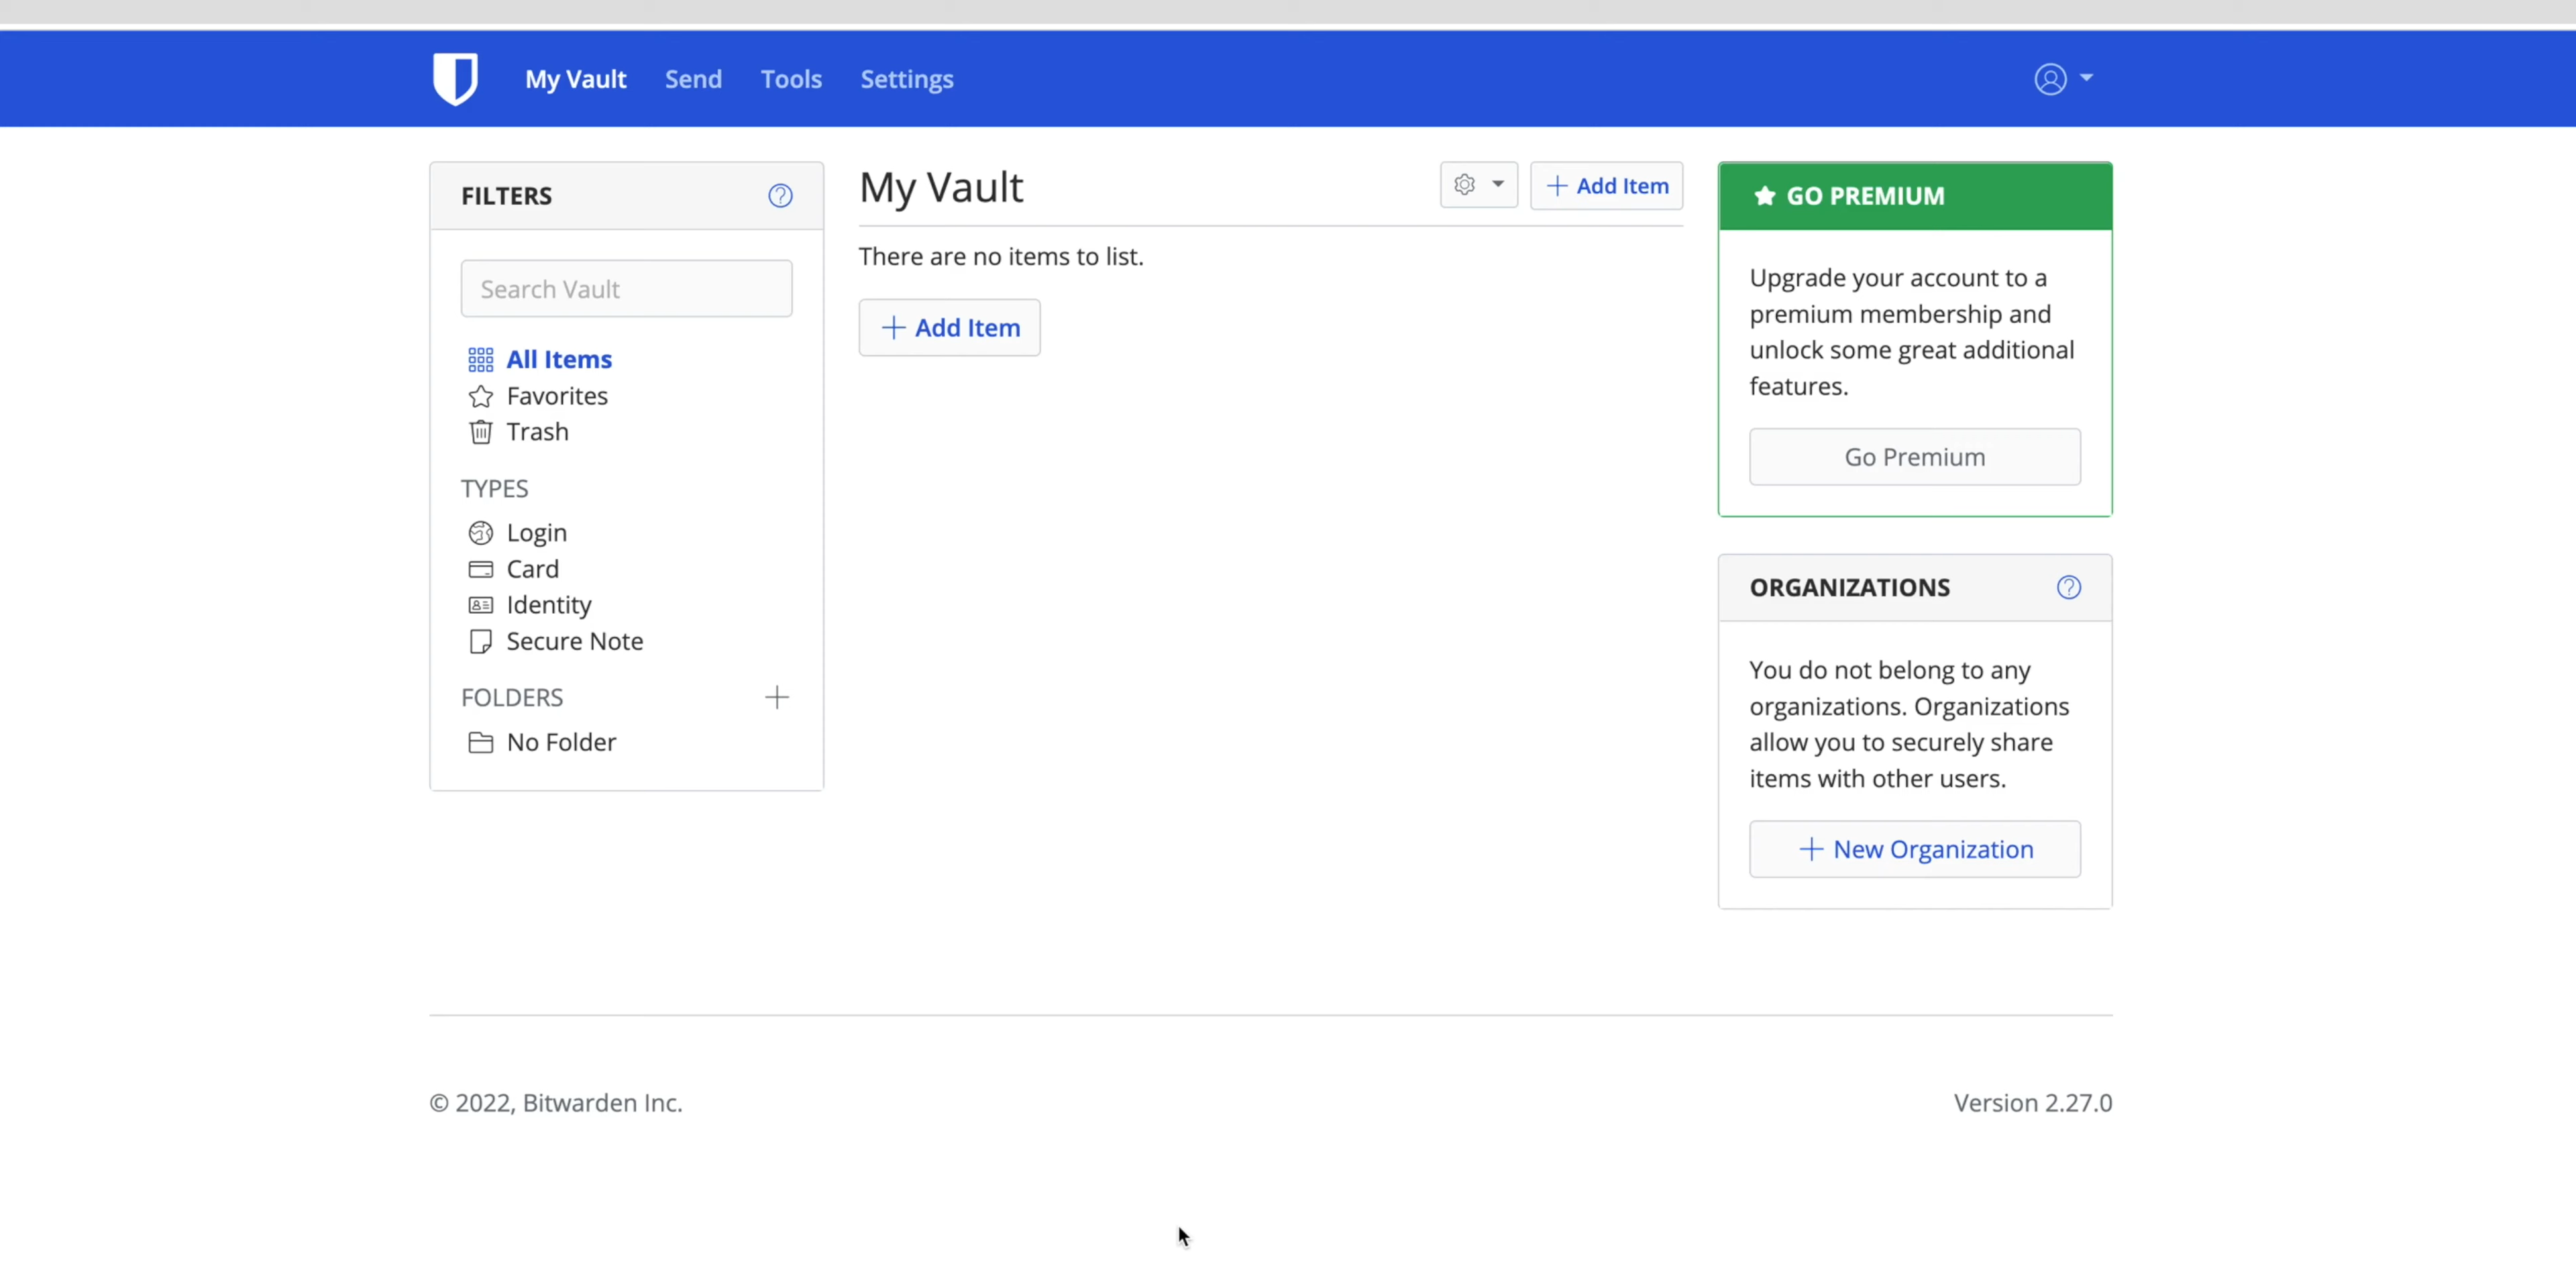 My Vault
Send
Tools
Settings
FILTERS
Search Vault
All Items
Favorites
Trash
TYPES
Login
Card
Identity
Secure Note
FOLDERS
No Folder
My Vault
Add Item
There are no items to list.
Add Item
GO PREMIUM
Upgrade your account to a
premium membership and
unlock some great additional
features.
Go Premium
ORGANIZATIONS
You do not belong to any
organizations. Organizations
allow you to securely share
items with other users.
New Organization
© 2022, Bitwarden Inc.
Version 2.27.0